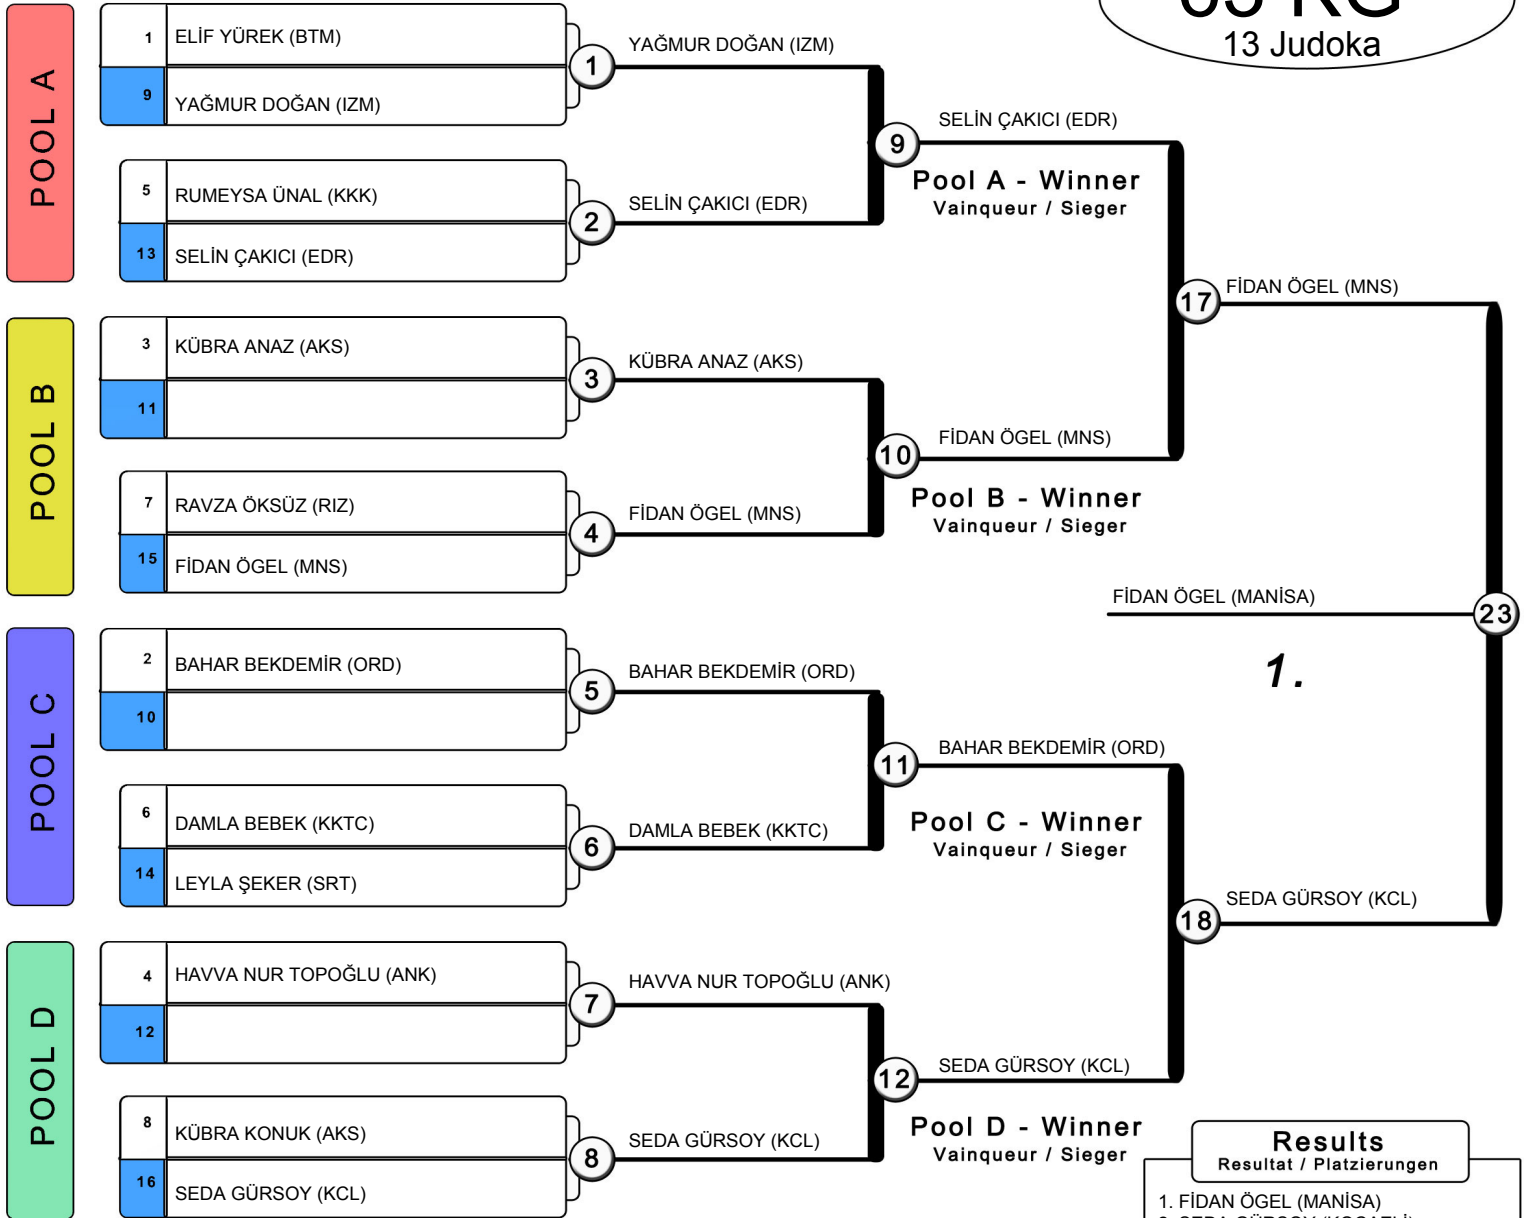 63 KG
13 Judoka
POOL A
1 ELİF YÜREK (BTM)
9 YAĞMUR DOĞAN (IZM)
1
YAĞMUR DOĞAN (IZM)
5 RUMEYSA ÜNAL (KKK)
13 SELİN ÇAKICI (EDR)
2
SELİN ÇAKICI (EDR)
9
SELİN ÇAKICI (EDR)
Pool A - Winner
Vainqueur / Sieger
POOL B
3 KÜBRA ANAZ (AKS)
11
3
KÜBRA ANAZ (AKS)
7 RAVZA ÖKSÜZ (RIZ)
15 FİDAN ÖGEL (MNS)
4
FİDAN ÖGEL (MNS)
10
FİDAN ÖGEL (MNS)
Pool B - Winner
Vainqueur / Sieger
17
FİDAN ÖGEL (MNS)
POOL C
2 BAHAR BEKDEMİR (ORD)
10
5
BAHAR BEKDEMİR (ORD)
6 DAMLA BEBEK (KKTC)
14 LEYLA ŞEKER (SRT)
6
DAMLA BEBEK (KKTC)
11
BAHAR BEKDEMİR (ORD)
Pool C - Winner
Vainqueur / Sieger
POOL D
4 HAVVA NUR TOPOĞLU (ANK)
12
7
HAVVA NUR TOPOĞLU (ANK)
8 KÜBRA KONUK (AKS)
16 SEDA GÜRSOY (KCL)
8
SEDA GÜRSOY (KCL)
12
SEDA GÜRSOY (KCL)
Pool D - Winner
Vainqueur / Sieger
18
SEDA GÜRSOY (KCL)
FİDAN ÖGEL (MANİSA)
23
1.
Results
Resultat / Platzierungen
1. FİDAN ÖGEL (MANİSA)
2. SEDA GÜRSOY (KOCAELİ)